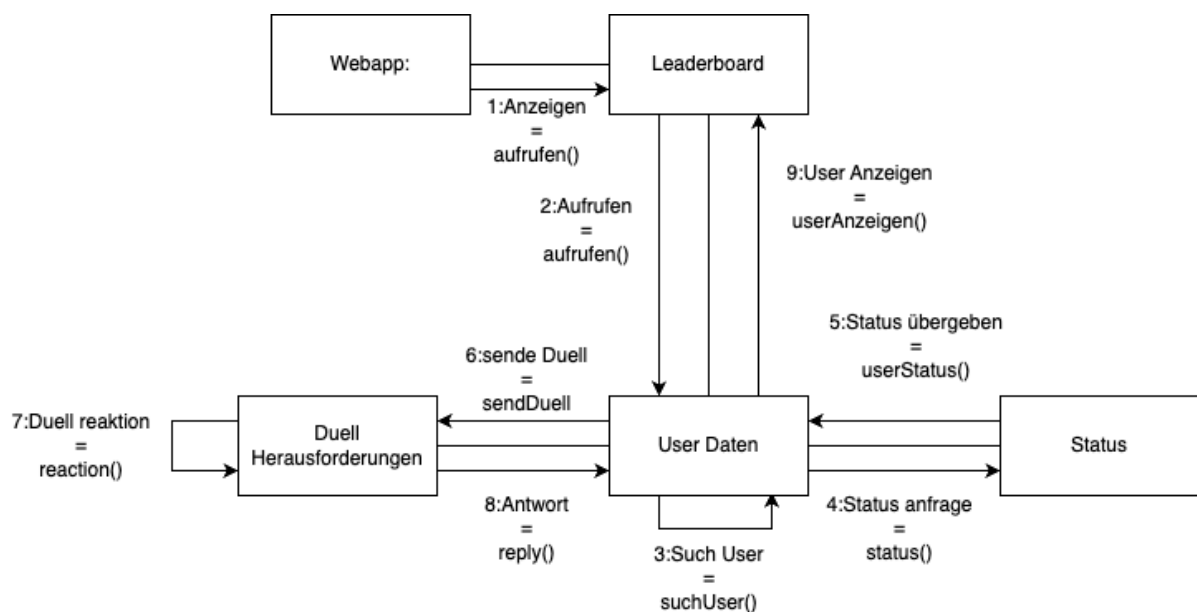 Webapp:
Leaderboard
1:Anzeigen
=
aufrufen()
2:Aufrufen
=
aufrufen()
9:User Anzeigen
=
userAnzeigen()
5:Status übergeben
=
userStatus()
6:sende Duell
=
sendDuell
7:Duell reaktion
=
reaction()
Duell
Herausforderungen
User Daten
Status
8:Antwort
=
reply()
3:Such User
=
suchUser()
4:Status anfrage
=
status()